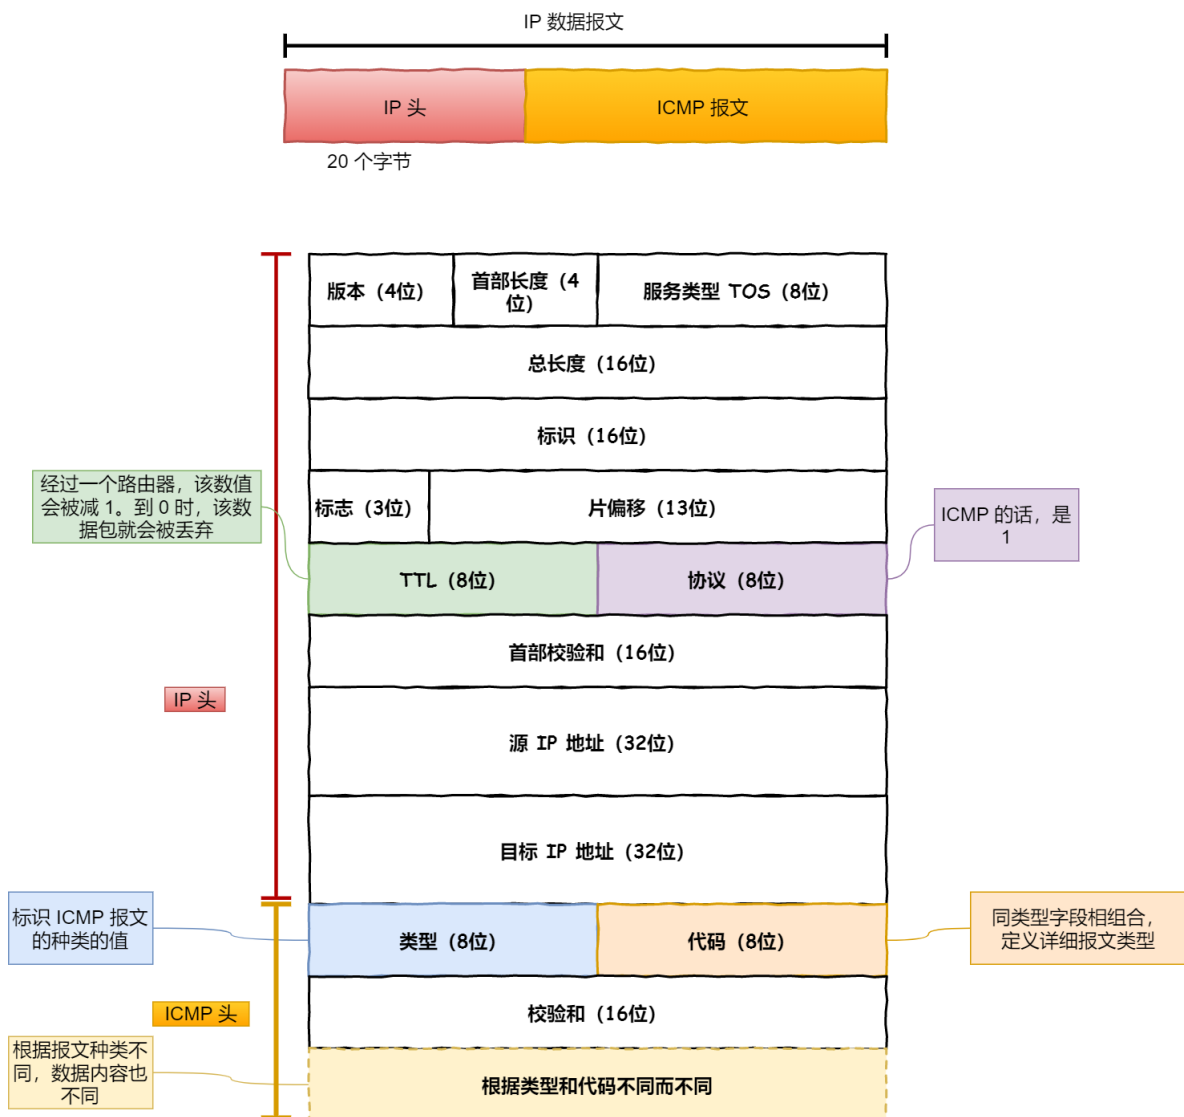 IP 数据报文
IP 头
ICMP 报文
20 个字节
版本（4位）
首部长度（4
位）
服务类型 TOS（8位）
总长度（16位）
标识（16位）
经过一个路由器，该数值
会被减 1。到 0 时，该数
据包就会被丢弃
标志（3位）
片偏移（13位）
ICMP 的话，是
1
TTL（8位）
协议（8位）
首部校验和（16位）
IP 头
源 IP 地址（32位）
目标 IP 地址（32位）
标识 ICMP 报文
的种类的值
类型（8位）
代码（8位）
同类型字段相组合，
定义详细报文类型
ICMP 头
校验和（16位）
根据报文种类不
同，数据内容也
不同
根据类型和代码不同而不同